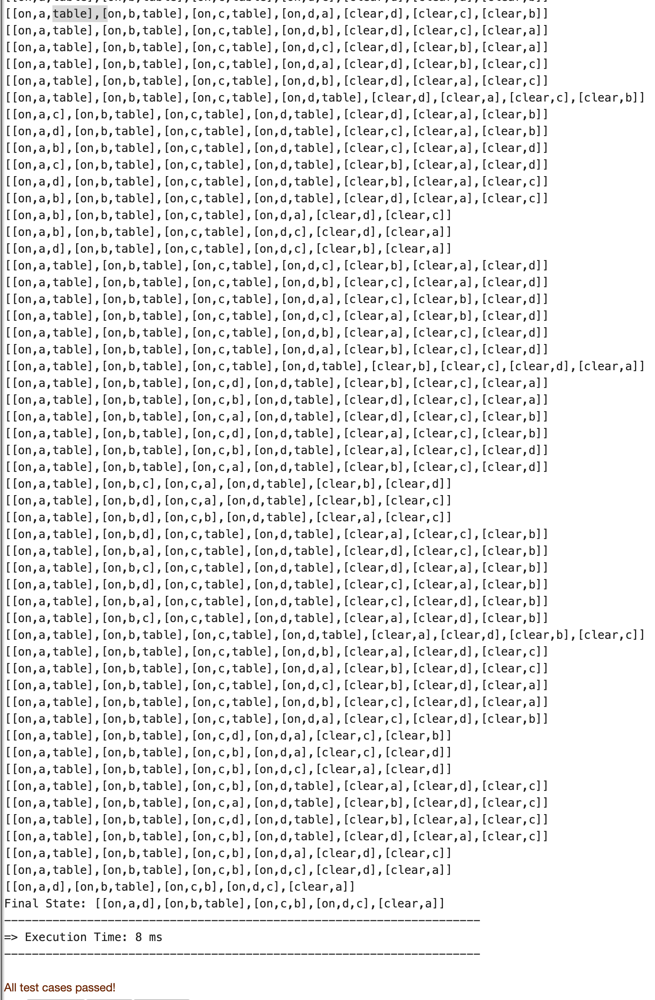 [[on,a,table],[on,b,table],[on,c,table],[on,d,a],[clear,d],[clear,c],[clear,b]]
[[on,a,table],[on,b,table],[on,c,table],[on,d,b],[clear,d],[clear,c],[clear,a]]
[[on,a,table],[on,b,table],[on,c,table],[on,d,c],[clear,d],[clear,b],[clear,a]]
[[on,a,table],[on,b,table],[on,c,table],[on,d,a],[clear,d],[clear,b],[clear,c]]
[[on,a,table],[on,b,table],[on,c,table],[on,d,b],[clear,d],[clear,a],[clear,c]]
[[on,a,table],[on,b,table],[on,c,table],[on,d,table],[clear,d],[clear,a],[clear,c],[clear,b]]
[[on,a,c],[on,b,table],[on,c,table],[on,d,table],[clear,d],[clear,a],[clear,b]]
[[on,a,d],[on,b,table],[on,c,table],[on,d,table],[clear,c],[clear,a],[clear,b]]
[[on,a,b],[on,b,table],[on,c,table],[on,d,table],[clear,c],[clear,a],[clear,d]]
[[on,a,c],[on,b,table],[on,c,table],[on,d,table],[clear,b],[clear,a],[clear,d]]
[[on,a,d],[on,b,table],[on,c,table],[on,d,table],[clear,b],[clear,a],[clear,c]]
[[on,a,b],[on,b,table],[on,c,table],[on,d,table],[clear,d],[clear,a],[clear,c]]
[[on,a,b],[on,b,table],[on,c,table],[on,d,a],[clear,d],[clear,c]]
[[on,a,b],[on,b,table],[on,c,table],[on,d,c],[clear,d],[clear,a]]
[[on,a,d],[on,b,table],[on,c,table],[on,d,c],[clear,b],[clear,a]]
[[on,a,table],[on,b,table],[on,c,table],[on,d,c],[clear,b],[clear,a],[clear,d]]
[[on,a,table],[on,b,table],[on,c,table],[on,d,b],[clear,c],[clear,a],[clear,d]]
[[on,a,table],[on,b,table],[on,c,table],[on,d,a],[clear,c],[clear,b],[clear,d]]
[[on,a,table],[on,b,table],[on,c,table],[on,d,c],[clear,a],[clear,b],[clear,d]]
[[on,a,table],[on,b,table],[on,c,table],[on,d,b],[clear,a],[clear,c],[clear,d]]
[[on,a,table],[on,b,table],[on,c,table],[on,d,a],[clear,b],[clear,c],[clear,d]]
[[on,a,table],[on,b,table],[on,c,table],[on,d,table],[clear,b],[clear,c],[clear,d],[clear,a]]
[[on,a,table],[on,b,table],[on,c,d],[on,d,table],[clear,b],[clear,c],[clear,a]]
[[on,a,table],[on,b,table],[on,c,b],[on,d,table],[clear,d],[clear,c],[clear,a]]
[[on,a,table],[on,b,table],[on,c,a],[on,d,table],[clear,d],[clear,c],[clear,b]]
[[on,a,table],[on,b,table],[on,c,d],[on,d,table],[clear,a],[clear,c],[clear,b]]
[[on,a,table],[on,b,table],[on,c,b],[on,d,table],[clear,a],[clear,c],[clear,d]]
[[on,a,table],[on,b,table],[on,c,a],[on,d,table],[clear,b],[clear,c],[clear,d]]
[[on,a,table],[on,b,c],[on,c,a],[on,d,table],[clear,b],[clear,d]]
[[on,a,table],[on,b,d],[on,c,a],[on,d,table],[clear,b],[clear,c]]
[[on,a,table],[on,b,d],[on,c,b],[on,d,table],[clear,a],[clear,c]]
[[on,a,table],[on,b,d],[on,c,table],[on,d,table],[clear,a],[clear,c],[clear,b]]
[[on,a,table],[on,b,a],[on,c,table],[on,d,table],[clear,d],[clear,c],[clear,b]]
[[on,a,table],[on,b,c],[on,c,table],[on,d,table],[clear,d],[clear,a],[clear,b]]
[[on,a,table],[on,b,d],[on,c,table],[on,d,table],[clear,c],[clear,a],[clear,b]]
[[on,a,table],[on,b,a],[on,c,table],[on,d,table],[clear,c],[clear,d],[clear,b]]
[[on,a,table],[on,b,c],[on,c,table],[on,d,table],[clear,a],[clear,d],[clear,b]]
[[on,a,table],[on,b,table],[on,c,table],[on,d,table],[clear,a],[clear,d],[clear,b],[clear,c]]
[[on,a,table],[on,b,table],[on,c,table],[on,d,b],[clear,a],[clear,d],[clear,c]]
[[on,a,table],[on,b,table],[on,c,table],[on,d,a],[clear,b],[clear,d],[clear,c]]
[[on,a,table],[on,b,table],[on,c,table],[on,d,c],[clear,b],[clear,d],[clear,a]]
[[on,a,table],[on,b,table],[on,c,table],[on,d,b],[clear,c],[clear,d],[clear,a]]
[[on,a,table],[on,b,table],[on,c,table],[on,d,a],[clear,c],[clear,d],[clear,b]]
[[on,a,table],[on,b,table],[on,c,d],[on,d,a],[clear,c],[clear,b]]
[[on,a,table],[on,b,table],[on,c,b],[on,d,a],[clear,c],[clear,d]]
[[on,a,table],[on,b,table],[on,c,b],[on,d,c],[clear,a],[clear,d]]
[[on,a,table],[on,b,table],[on,c,b],[on,d,table],[clear,a],[clear,d],[clear,c]]
[[on,a,table],[on,b,table],[on,c,a],[on,d,table],[clear,b],[clear,d],[clear,c]]
[[on,a,table],[on,b,table],[on,c,d],[on,d,table],[clear,b],[clear,a],[clear,c]]
[[on,a,table],[on,b,table],[on,c,b],[on,d,table],[clear,d],[clear,a],[clear,c]]
[[on,a,table],[on,b,table],[on,c,b],[on,d,a],[clear,d],[clear,c]]
[[on,a,table],[on,b,table],[on,c,b],[on,d,c],[clear,d],[clear,a]]
[[on,a,d],[on,b,table],[on,c,b],[on,d,c],[clear,a]]
Final State: [[on,a,d],[on,b,table],[on,c,b],[on,d,c],[clear,a]]
---------------------------------------------------------------------
=> Execution Time: 8 ms
---------------------------------------------------------------------
All test cases passed!